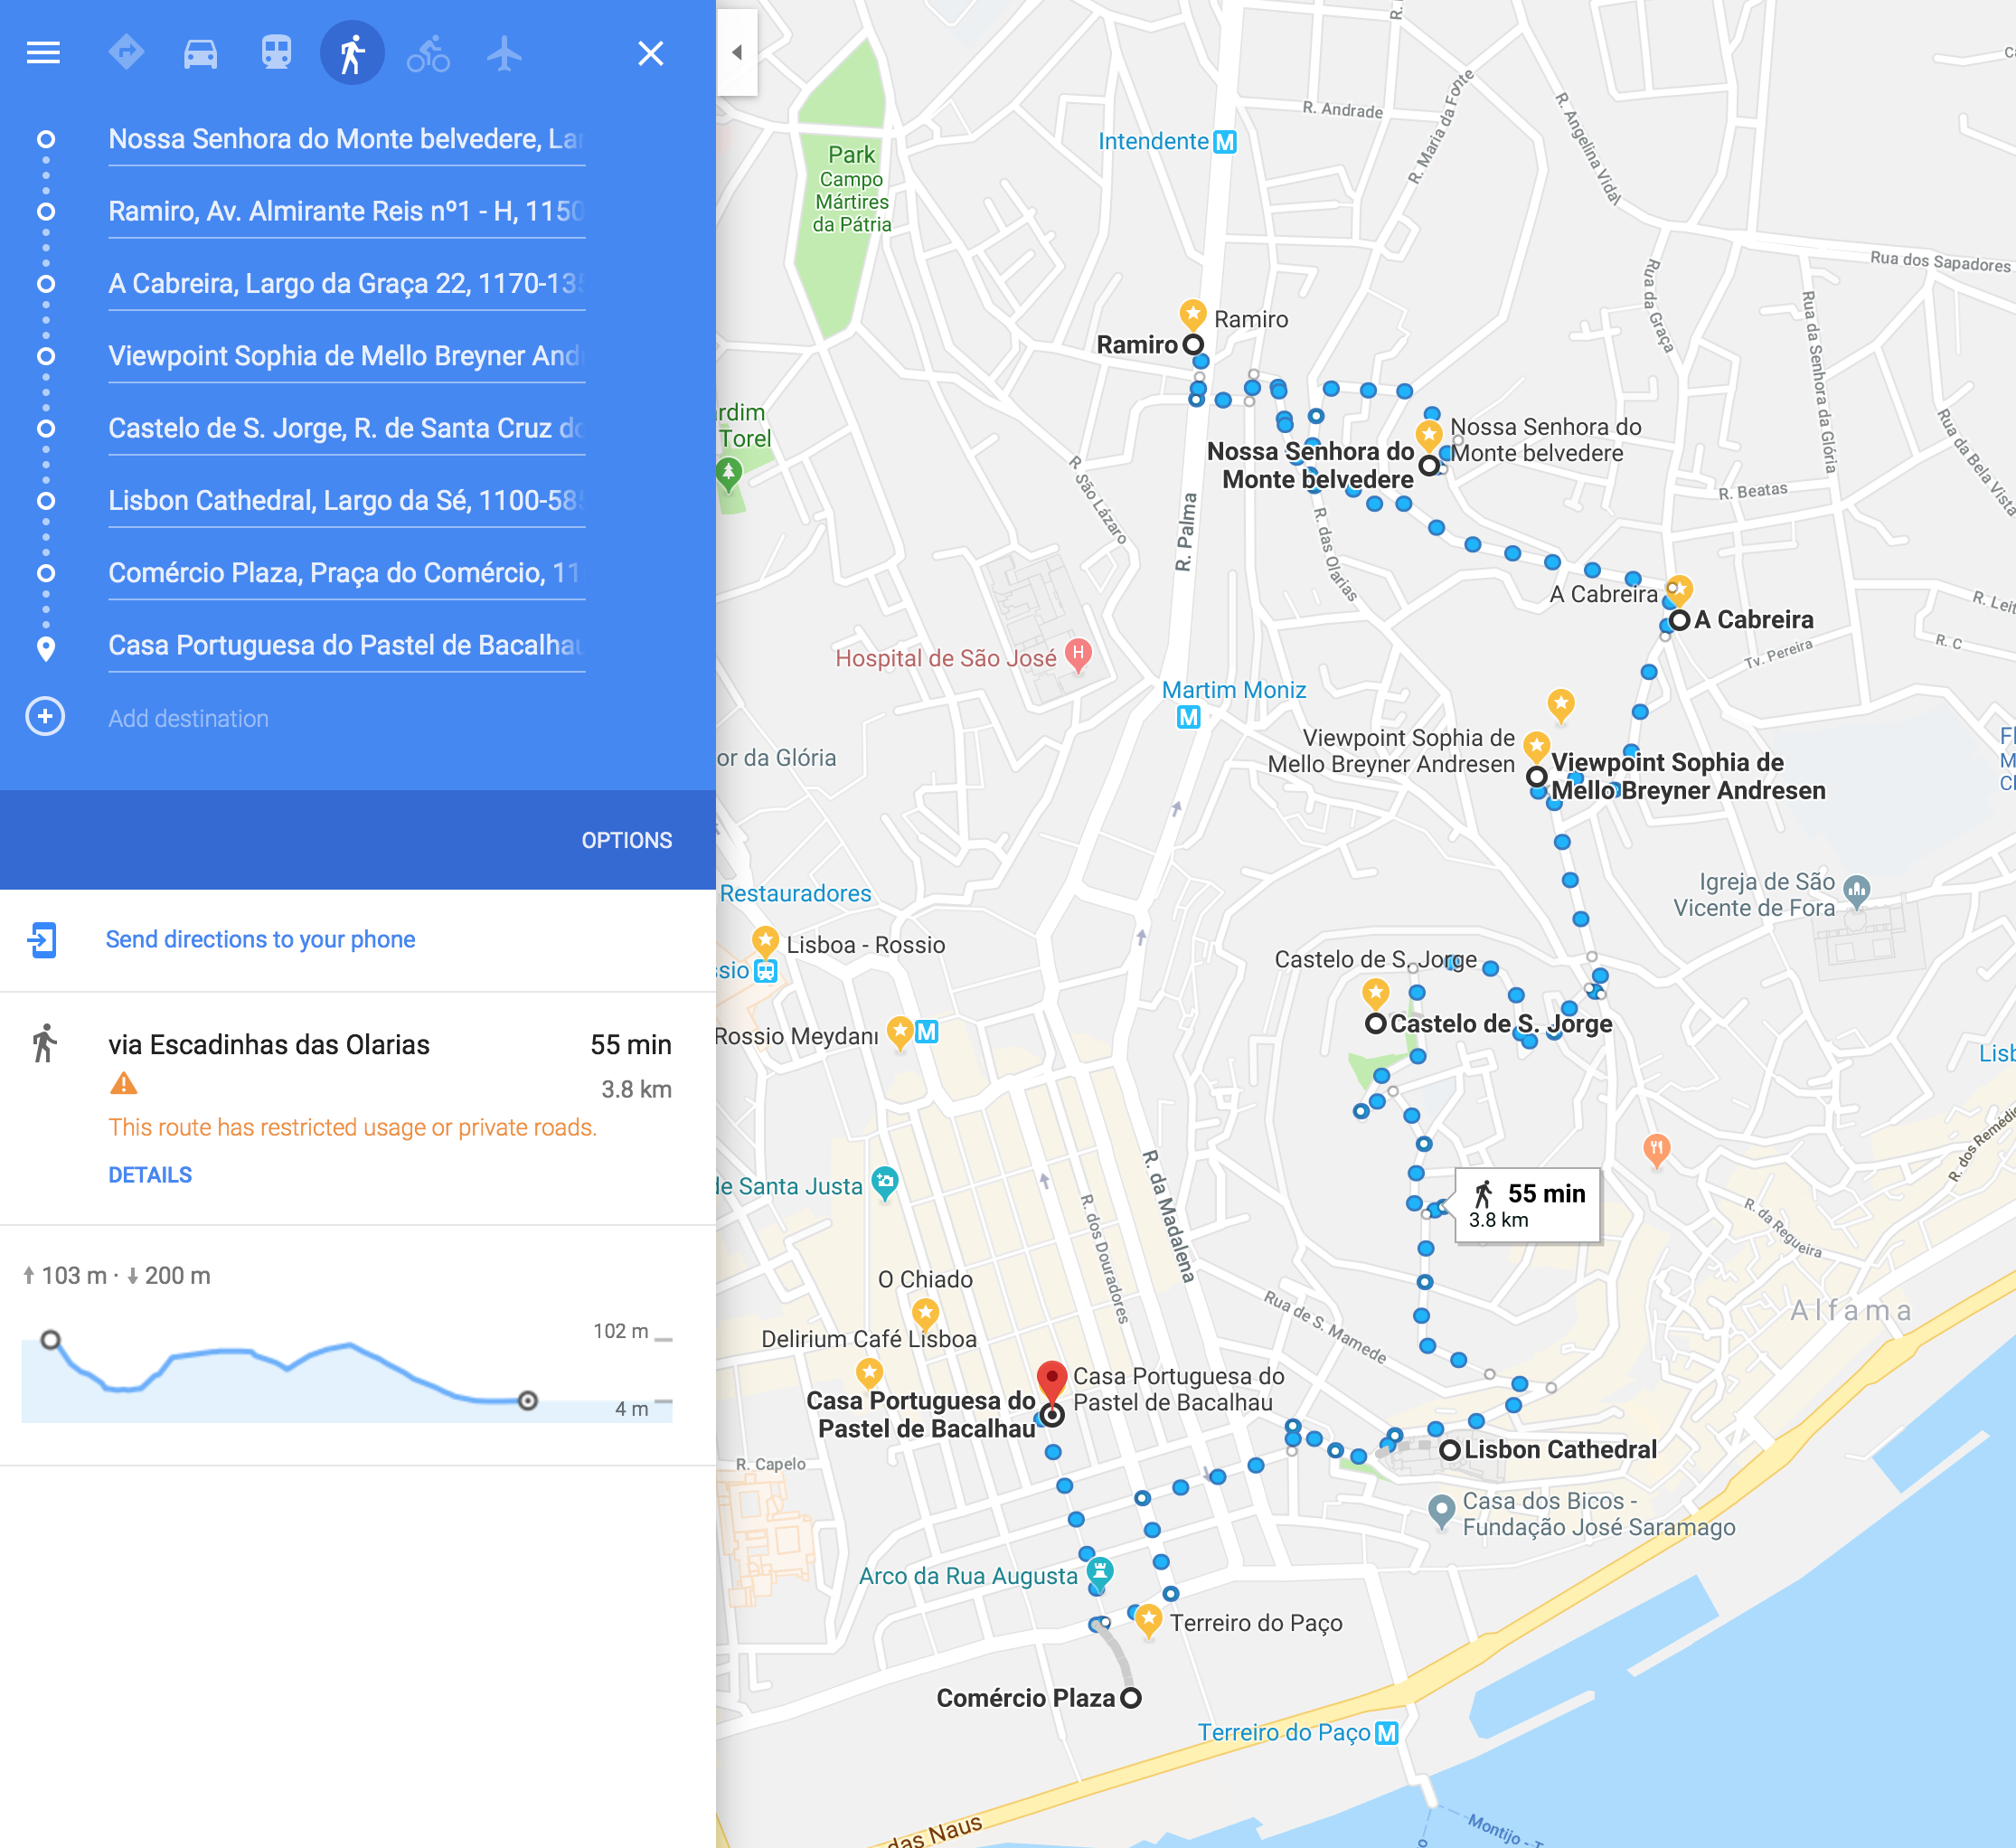 Nossa Senhora do Monte belvedere, La
Ramiro, Av. Almirante Reis nº1 - H, 1150
A Cabreira, Largo da Graça 22, 1170-13
Viewpoint Sophia de Mello Breyner And
Castelo de S. Jorge, R. de Santa Cruz do
Lisbon Cathedral, Largo da Sé, 1100-58
Comércio Plaza, Praça do Comércio, 11
Casa Portuguesa do Pastel de Bacalhau
Add destination
OPTIONS
Send directions to your phone
via Escadinhas das Olarias
55 min
3.8 km
This route has restricted usage or private roads.
DETAILS
103 m · 200 m
102 m
4 m
R. Andrade
R. Maria da Fonte
R. Angelina Vidal
Intendente M
Park
Campo
Mártires
da Pátria
Rua dos Sapadores
Rua da Graça
Rua da Senhora da Glória
Rua da Bela Vista
Ramiro
Ramiro
rdim
Torel
Nossa Senhora do
Monte belvedere
Nossa Senhora do
Monte belvedere
R. São Lázaro
R. Palma
R. das Olarias
R. Beatas
A Cabreira
A Cabreira
R. Leit
R. C
Tv. Pereira
Hospital de São José
H
Martim Moniz
M
Viewpoint Sophia de
Mello Breyner Andresen
Viewpoint Sophia de
Mello Breyner Andresen
or da Glória
Fl
M
Cl
Restauradores
Igreja de São
Vicente de Fora
Lisboa - Rossio
ssio
Castelo de S. Jorge
Castelo de S. Jorge
Rossio Meydanı
M
Lisb
R. dos Remédi
de Santa Justa
R. da Madalena
R. dos Douradores
55 min
3.8 km
R. da Regueira
O Chiado
Rua de S. Mamede
Alfama
Delirium Café Lisboa
Casa Portuguesa do
Pastel de Bacalhau
Casa Portuguesa do
Pastel de Bacalhau
R. Capelo
Lisbon Cathedral
Casa dos Bicos -
Fundação José Saramago
Arco da Rua Augusta
Terreiro do Paço
Comércio Plaza
Terreiro do Paço M
das Naus
Montijo - T